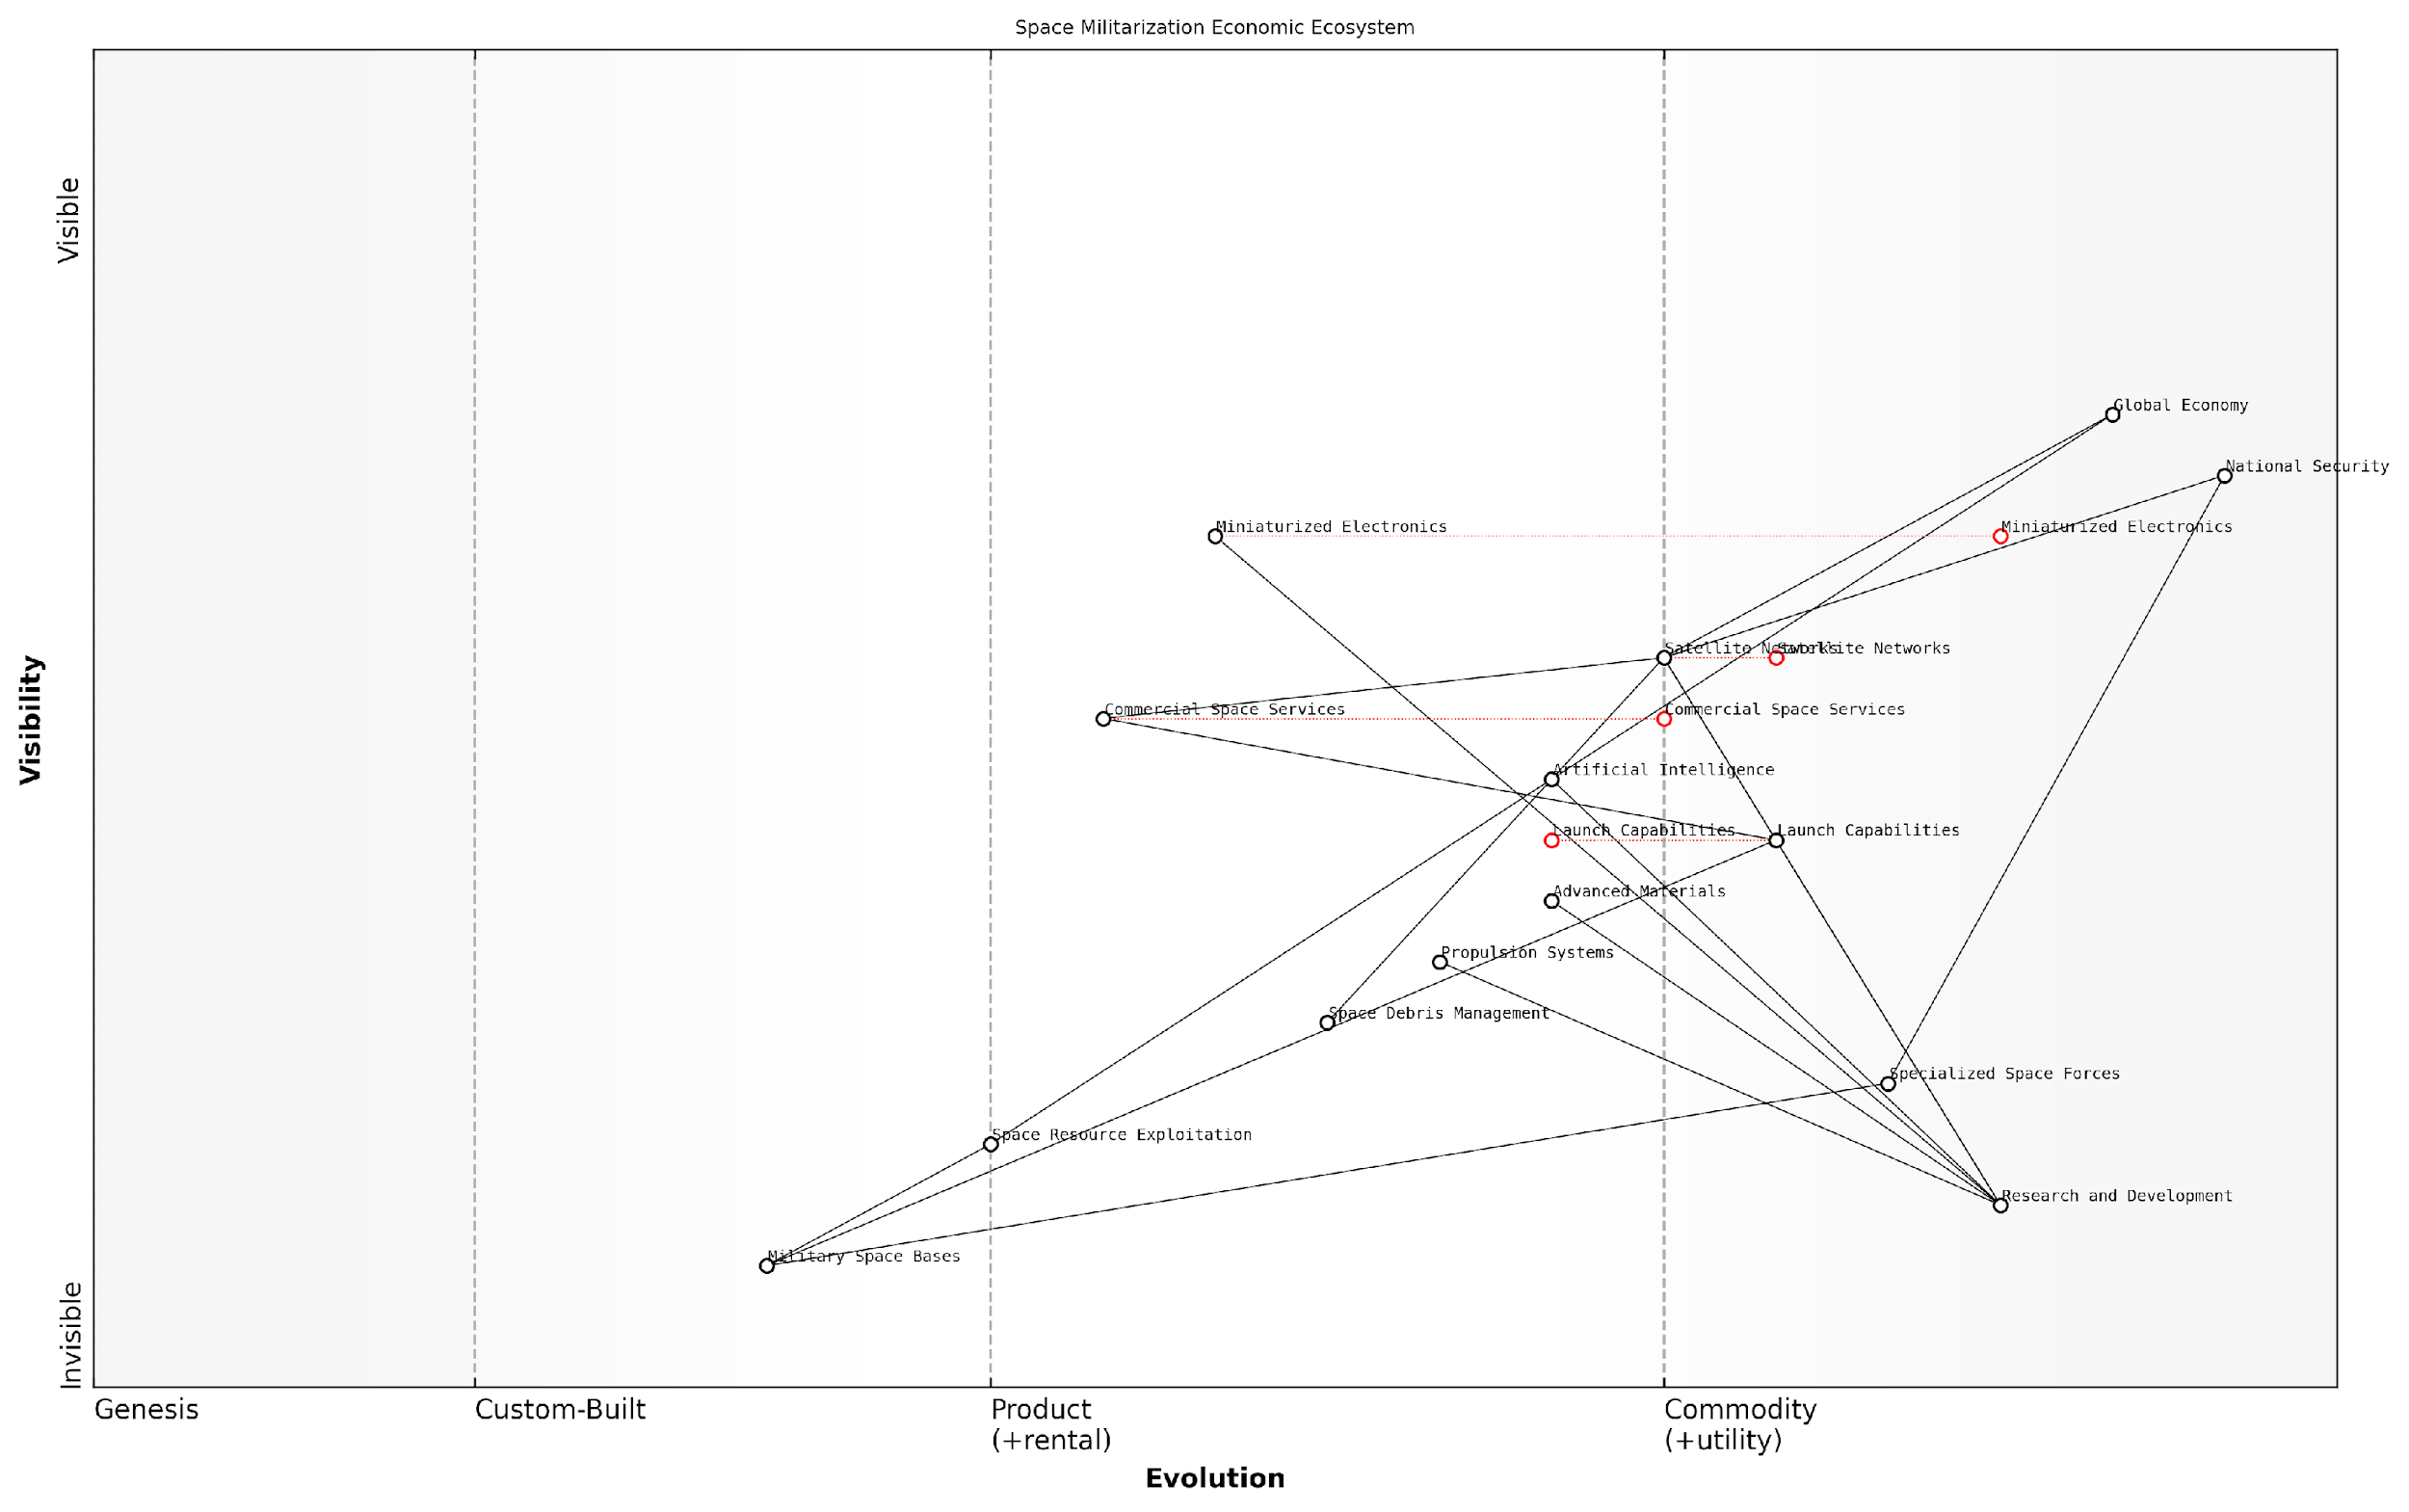 Space Militarization Economic Ecosystem
Visible
Visibility
Invisible
Global Economy
National Security
Miniaturized Electronics
Miniaturized Electronics
Satellite Networks
Satellite Networks
Commercial Space Services
Commercial Space Services
Artificial Intelligence
Launch Capabilities
Launch Capabilities
Advanced Materials
Propulsion Systems
Space Debris Management
Specialized Space Forces
Space Resource Exploitation
Research and Development
Military Space Bases
Genesis
Custom-Built
Product
(+rental)
Commodity
(+utility)
Evolution